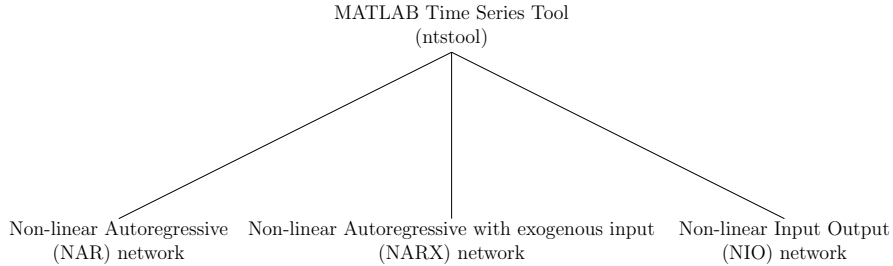 MATLAB Time Series Tool
(ntstool)
Non-linear Autoregressive
(NAR) network
Non-linear Autoregressive with exogenous input
(NARX) network
Non-linear Input Output
(NIO) network